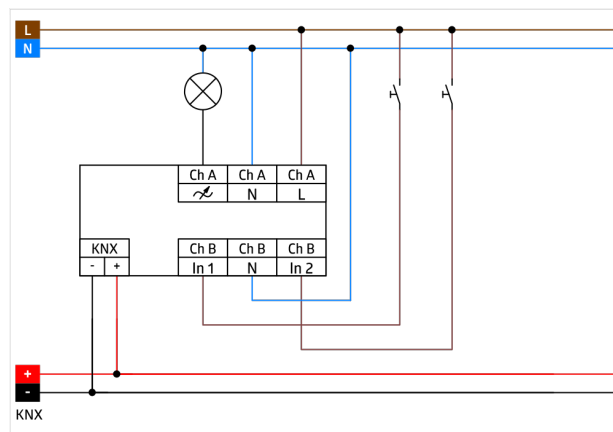 L
N
Ch A Ch A Ch A
N L
KNX Ch B Ch B Ch B
- + In 1 N In 2
+
-
KNX